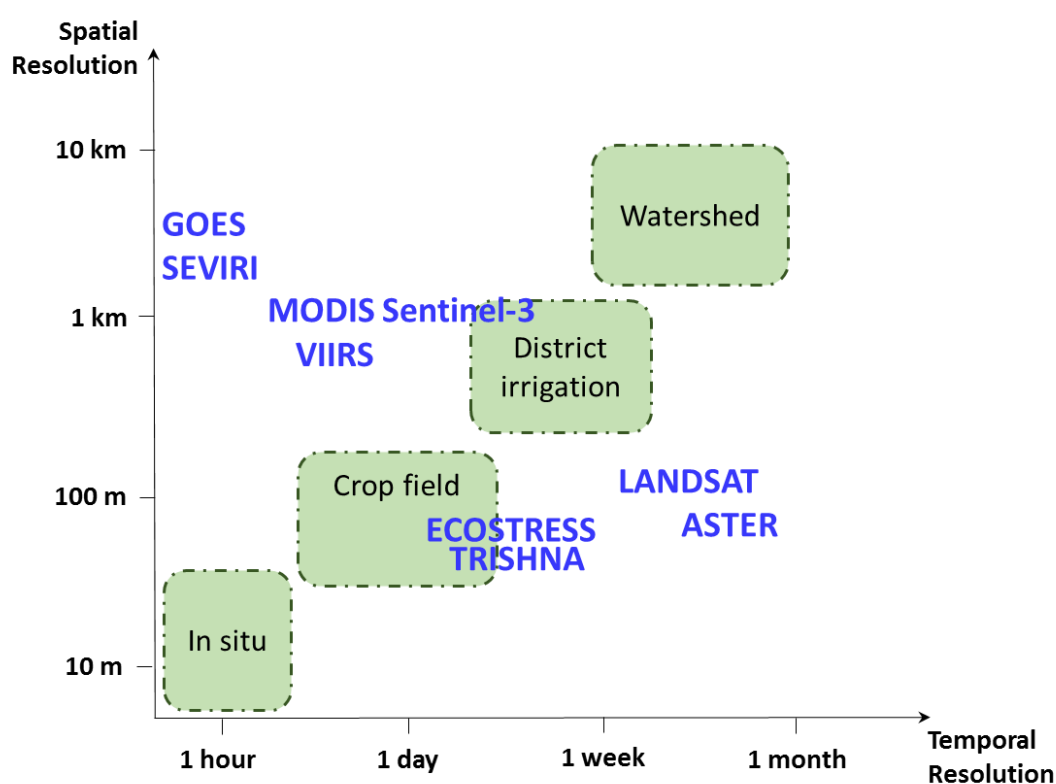 Spatial
Resolution
10 km
Watershed
GOES
SEVIRI
MODIS Sentinel-3
1 km
VIIRS
District
irrigation
Crop field
LANDSAT
100 m
ASTER
ECOSTRESS
TRISHNA
In situ
10 m
1 hour
1 day
1 week
1 month
Temporal
Resolution